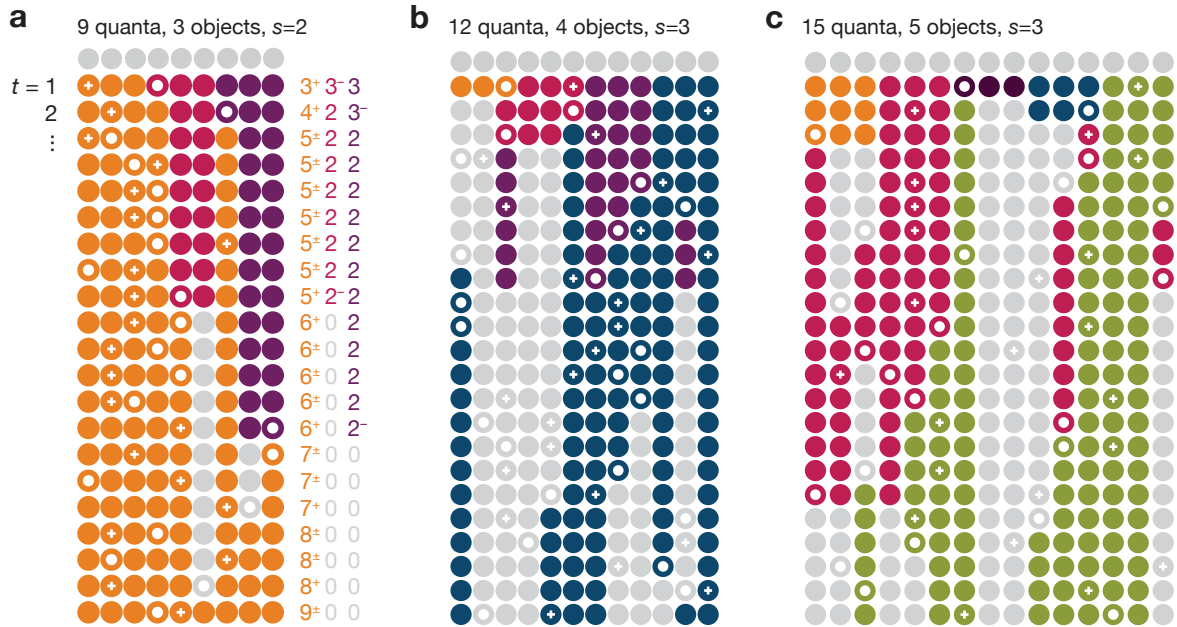 a
9 quanta, 3 objects, s=2
t = 1
2
⋮
3⁺ 3⁻ 3
4⁺ 2 3⁻
5± 2 2
5± 2 2
5± 2 2
5± 2 2
5± 2 2
5± 2 2
5⁺ 2⁻ 2
6⁺ 0 2
6± 0 2
6± 0 2
6± 0 2
6⁺ 0 2⁻
7± 0 0
7± 0 0
7⁺ 0 0
8± 0 0
8± 0 0
8⁺ 0 0
9± 0 0
b
12 quanta, 4 objects, s=3
c
15 quanta, 5 objects, s=3